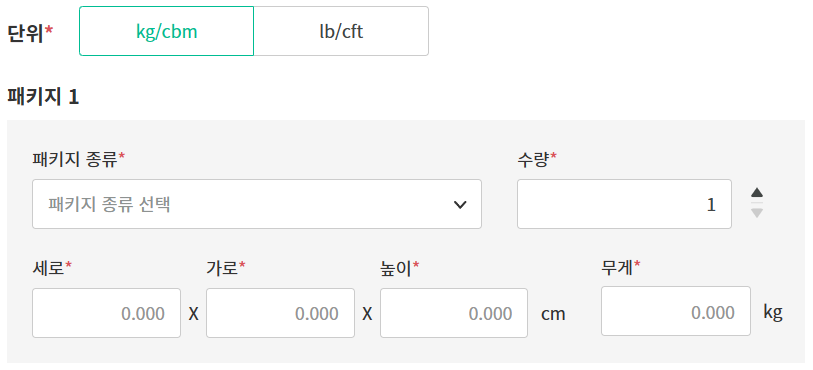 단위* kg/cbm lb/cft
패키지 1
패키지 종류* 수량*
패키지 종류 선택 1
세로* 가로* 높이* 무게*
0.000 X 0.000 X 0.000 cm 0.000 kg